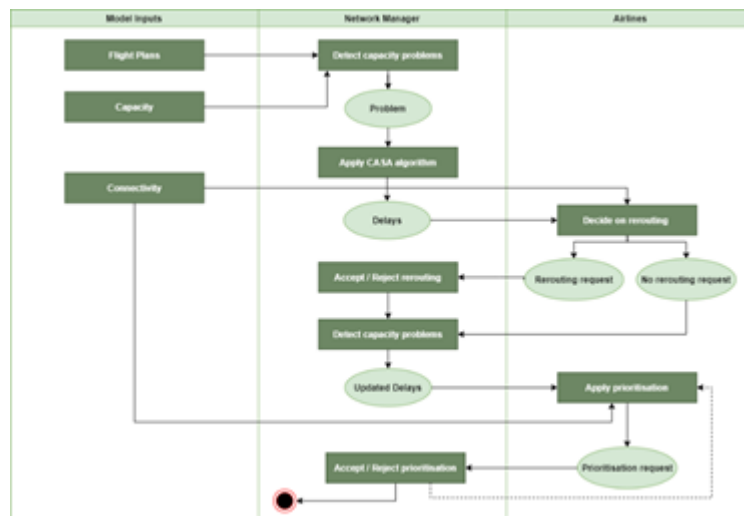 Model Inputs
Network Manager
Airlines
Flight Plans
Detect capacity problems
Capacity
Problem
Apply CASA algorithm
Connectivity
Delays
Decide on rerouting
Accept / Reject rerouting
Rerouting request
No rerouting request
Detect capacity problems
Updated Delays
Apply prioritisation
Accept / Reject prioritisation
Prioritisation request